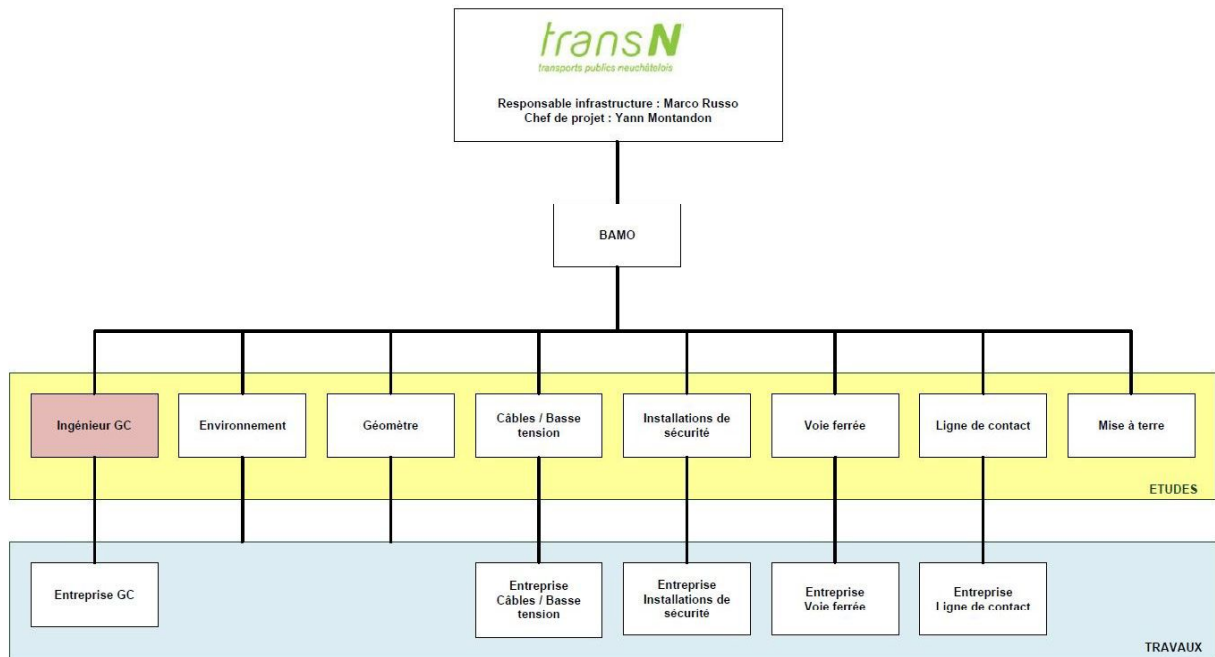 transN
transports publics neuchâtelois
Responsable infrastructure : Marco Russo
Chef de projet : Yann Montandon
BAMO
Ingénieur GC
Environnement
Géomètre
Câbles / Basse
tension
Installations de
sécurité
Voie ferrée
Ligne de contact
Mise à terre
ETUDES
Entreprise GC
Entreprise
Câbles / Basse
tension
Entreprise
Installations de
sécurité
Entreprise
Voie ferrée
Entreprise
Ligne de contact
TRAVAUX